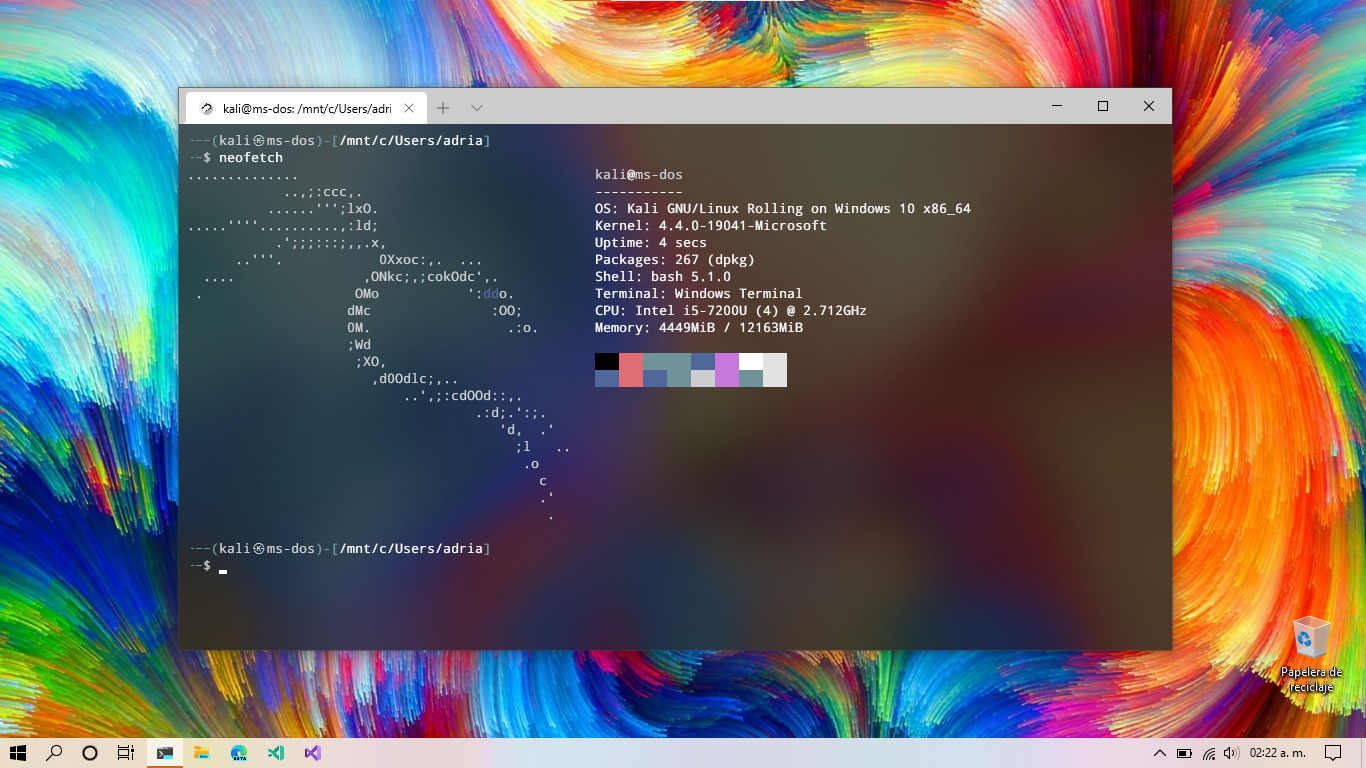 kali@ms-dos: /mnt/c/Users/adri
---(kali㉿ms-dos)-[/mnt/c/Users/adria]
--$ neofetch
..............
            ..,;:ccc,.
          ......''';lxO.
.....''''..........,:ld;
           .';;;:::;,,.x,
      ..'''.            0Xxoc:,.  ...
  ....                ,ONkc;,;cokOdc',.
 .                   OMo           ':ddo.
                    dMc               :OO;
                    0M.                 .:o.
                    ;Wd
                     ;XO,
                       ,d0Odlc;,..
                           ..',;:cdOOd::,.
                                    .:d;.':;.
                                       'd,  .'
                                         ;l   ..
                                          .o
                                            c
                                            .'
                                             .
kali@ms-dos
-----------
OS: Kali GNU/Linux Rolling on Windows 10 x86_64
Kernel: 4.4.0-19041-Microsoft
Uptime: 4 secs
Packages: 267 (dpkg)
Shell: bash 5.1.0
Terminal: Windows Terminal
CPU: Intel i5-7200U (4) @ 2.712GHz
Memory: 4449MiB / 12163MiB
---(kali㉿ms-dos)-[/mnt/c/Users/adria]
--$
Papelera de
reciclaje
BETA
02:22 a. m.